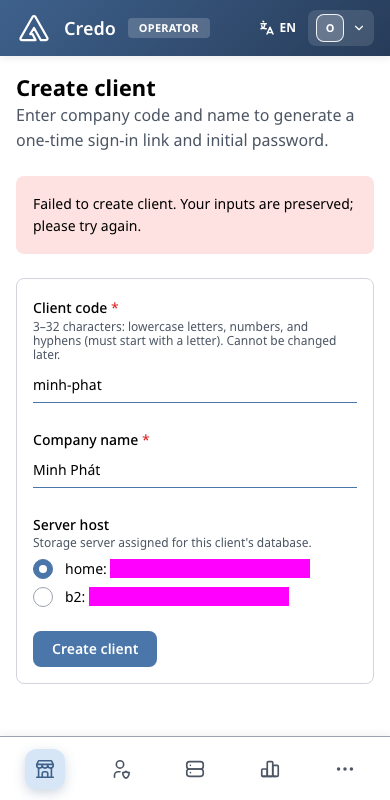 Credo OPERATOR EN O
Create client
Enter company code and name to generate a
one-time sign-in link and initial password.
Failed to create client. Your inputs are preserved;
please try again.
Client code *
3–32 characters: lowercase letters, numbers, and
hyphens (must start with a letter). Cannot be changed
later.
minh-phat
Company name *
Minh Phát
Server host
Storage server assigned for this client's database.
home:
b2:
Create client